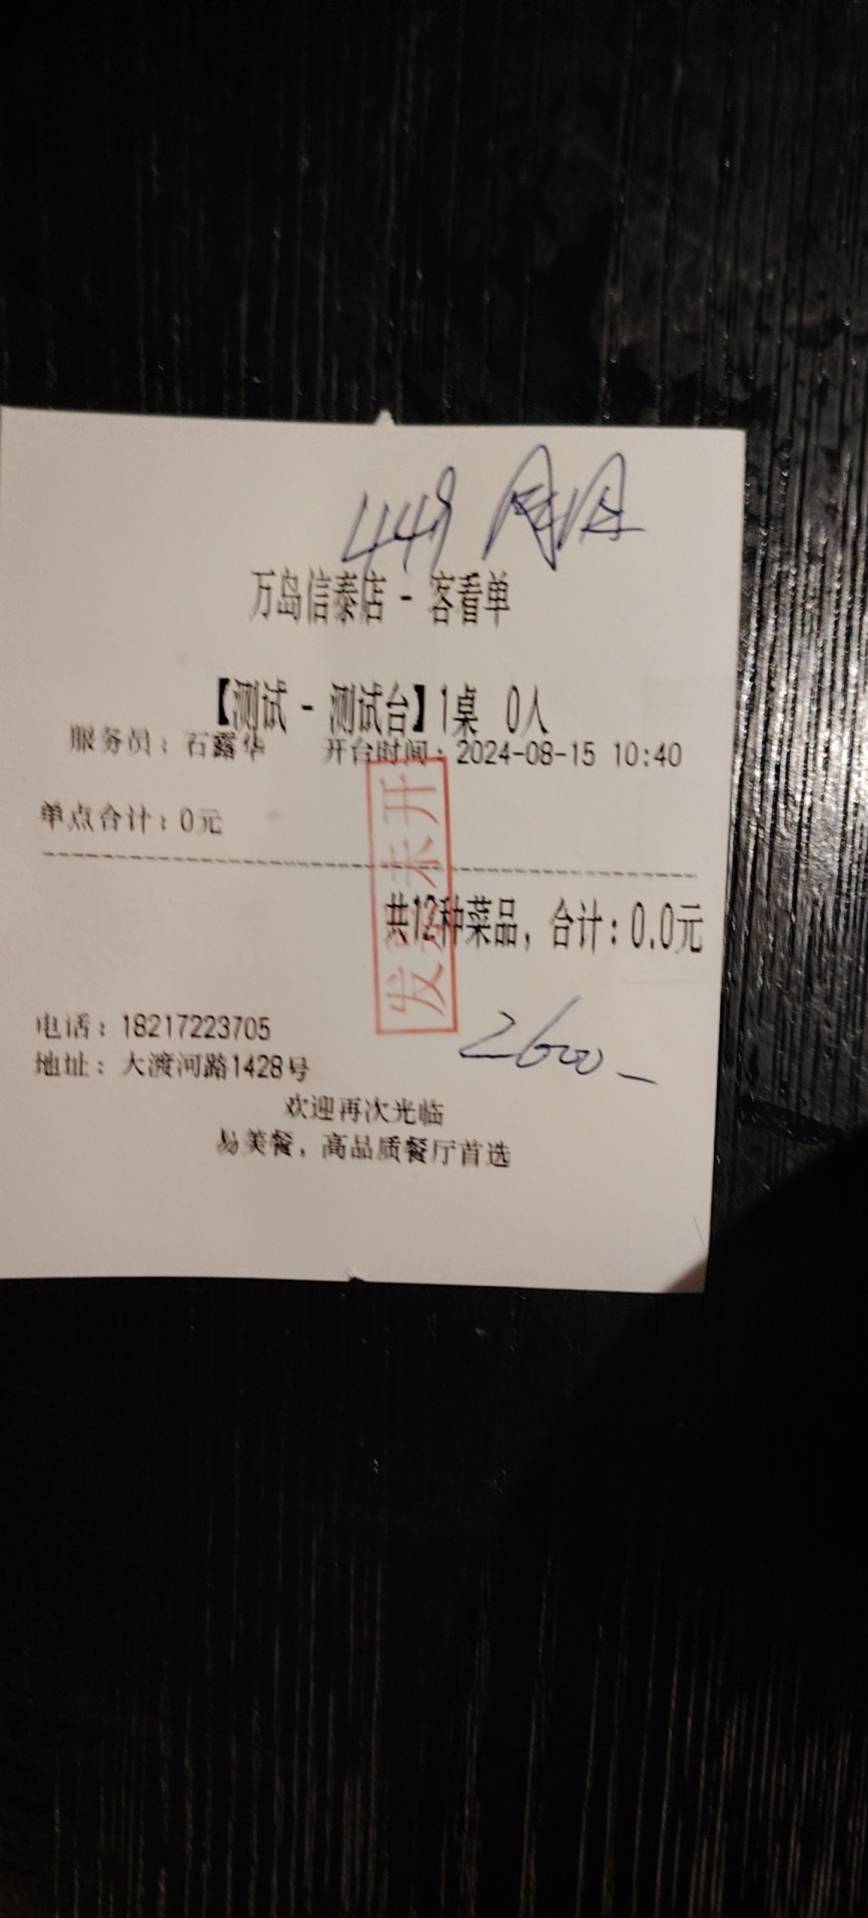 449
万岛信泰店 - 客看单
【测试 - 测试台】1桌 0人
服务员：石露华 开台时间：2024-08-15 10:40
单点合计：0元
共12种菜品，合计：0.0元
发票未开
2600-
电话：18217223705
地址：大渡河路1428号
欢迎再次光临
易美餐，高品质餐厅首选